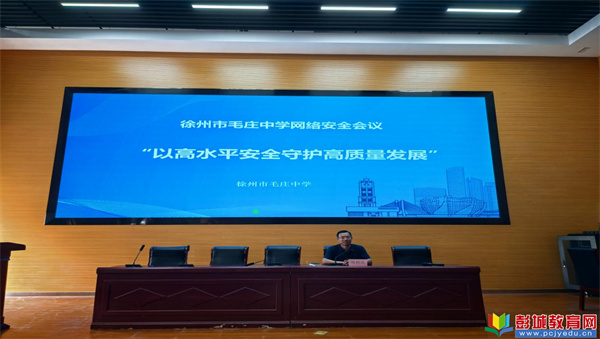 徐州市毛庄中学网络安全会议
“以高水平安全守护高质量发展”
徐州市毛庄中学
彭城教育网
www.pcjyedu.cn